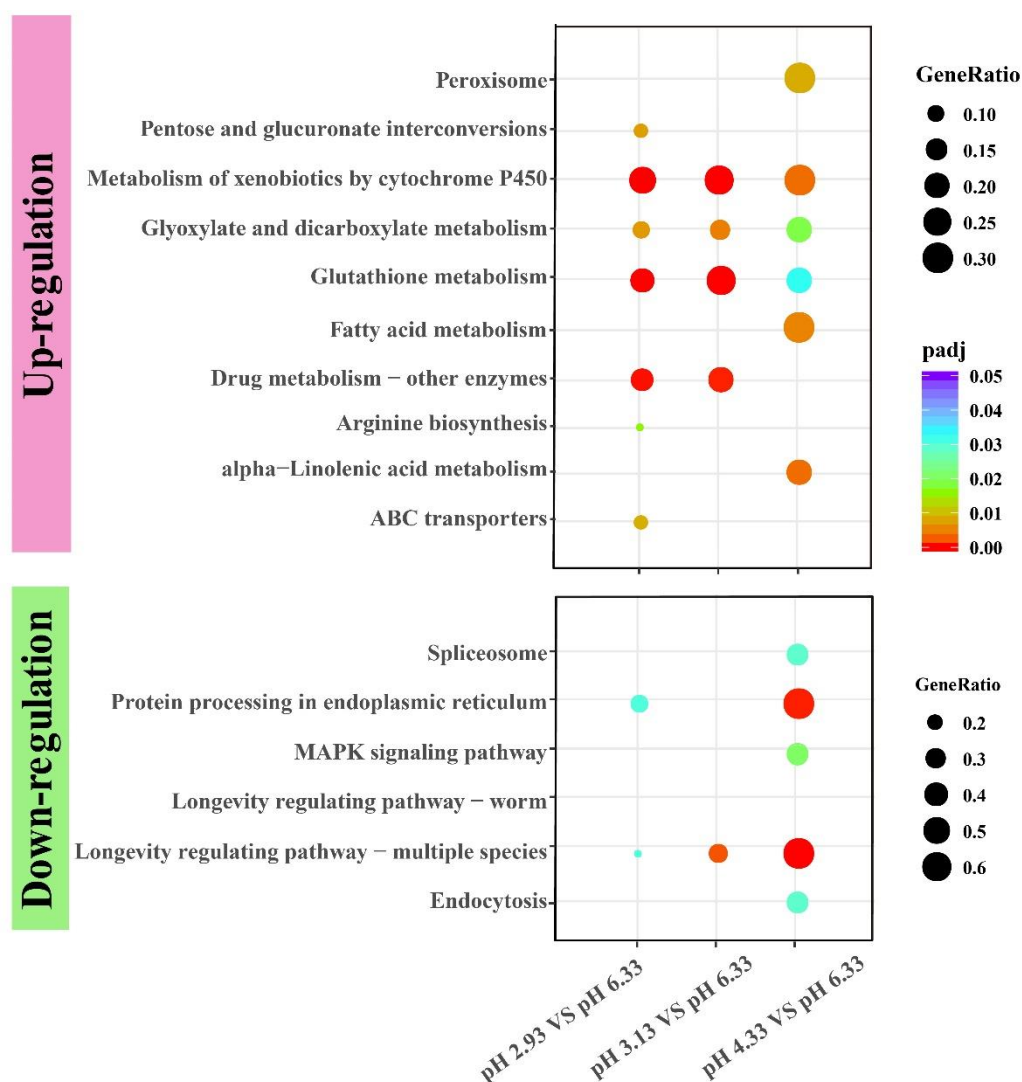 Up-regulation
Peroxisome
Pentose and glucuronate interconversions
Metabolism of xenobiotics by cytochrome P450
Glyoxylate and dicarboxylate metabolism
Glutathione metabolism
Fatty acid metabolism
Drug metabolism − other enzymes
Arginine biosynthesis
alpha−Linolenic acid metabolism
ABC transporters
GeneRatio
0.10
0.15
0.20
0.25
0.30
padj
0.05
0.04
0.03
0.02
0.01
0.00
Down-regulation
Spliceosome
Protein processing in endoplasmic reticulum
MAPK signaling pathway
Longevity regulating pathway − worm
Longevity regulating pathway − multiple species
Endocytosis
GeneRatio
0.2
0.3
0.4
0.5
0.6
pH 2.93 VS pH 6.33
pH 3.13 VS pH 6.33
pH 4.33 VS pH 6.33